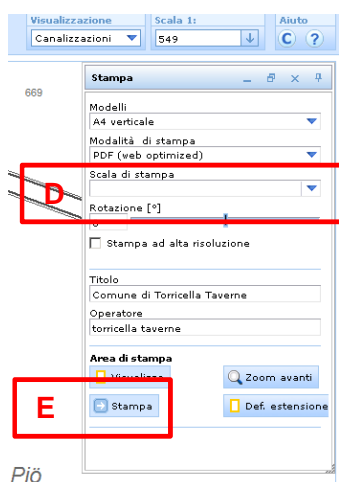 Visualizzazione Scala 1: Aiuto
Canalizzazioni 549 C ?
669
Stampa
Modelli
A4 verticale
Modalità di stampa
PDF (web optimized)
Scala di stampa
D
Rotazione [°]
0
Stampa ad alta risoluzione
Titolo
Comune di Torricella Taverne
Operatore
torricella taverne
Area di stampa
Visualizza Zoom avanti
E
Stampa Def. estensione
Piö